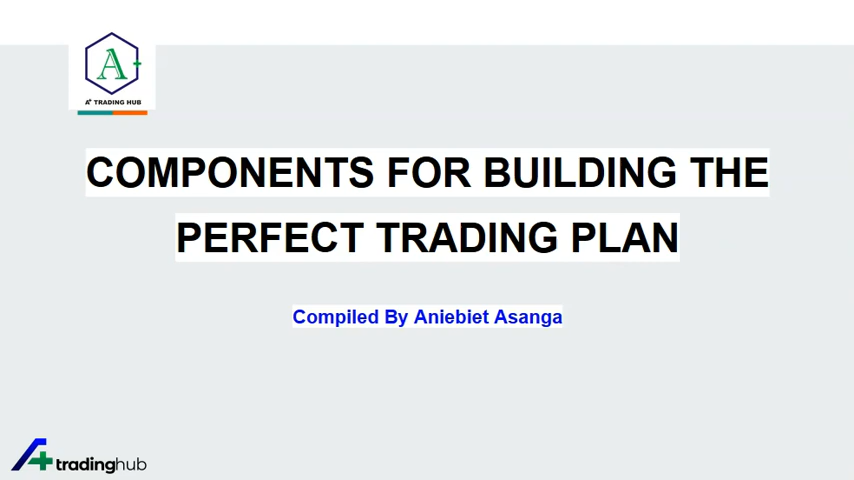 A+
A+ TRADING HUB
COMPONENTS FOR BUILDING THE
PERFECT TRADING PLAN
Compiled By Aniebiet Asanga
A+ tradinghub